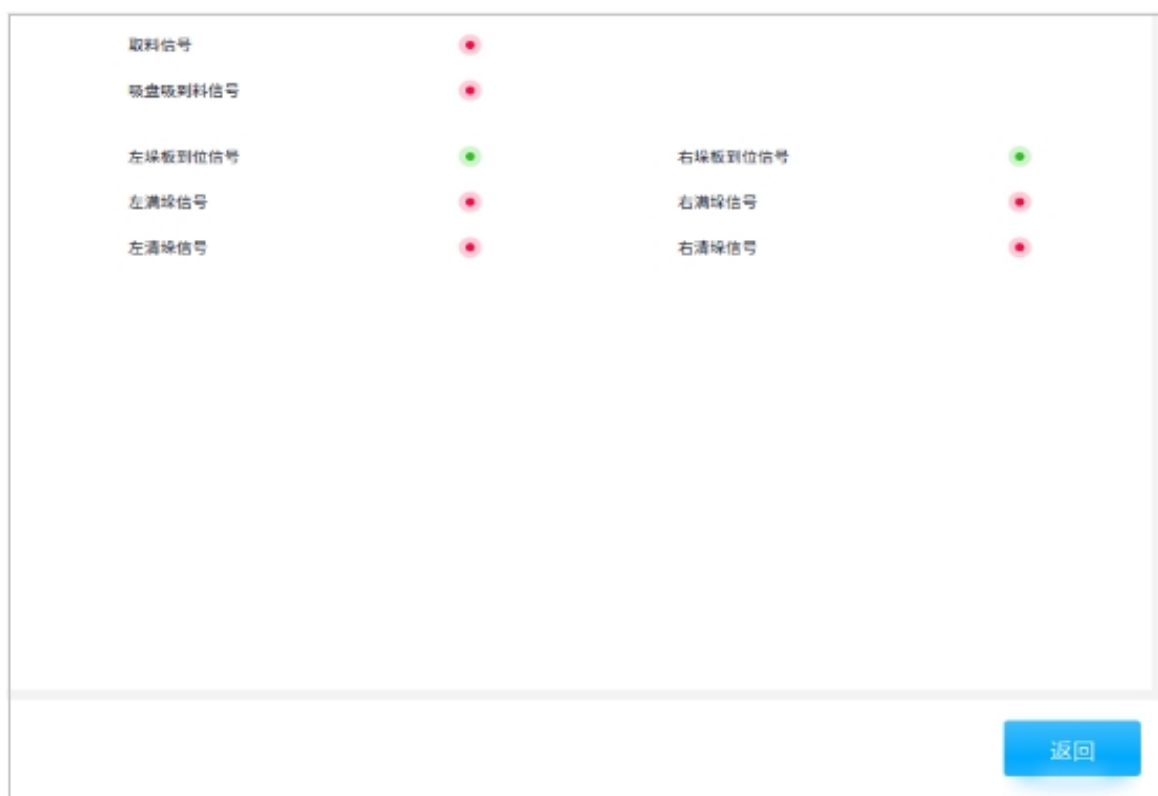 取料信号
吸盘吸到料信号
左垛板到位信号 右垛板到位信号
左满垛信号 右满垛信号
左清垛信号 右清垛信号
返回